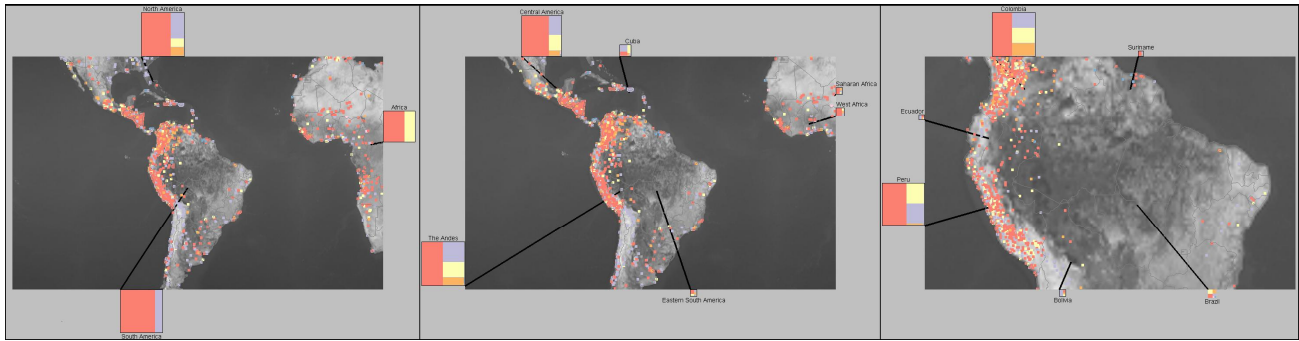 North America
Africa
South America
Central America
Cuba
Saharan Africa
West Africa
The Andes
Eastern South America
Colombia
Suriname
Ecuador
Peru
Bolivia
Brazil